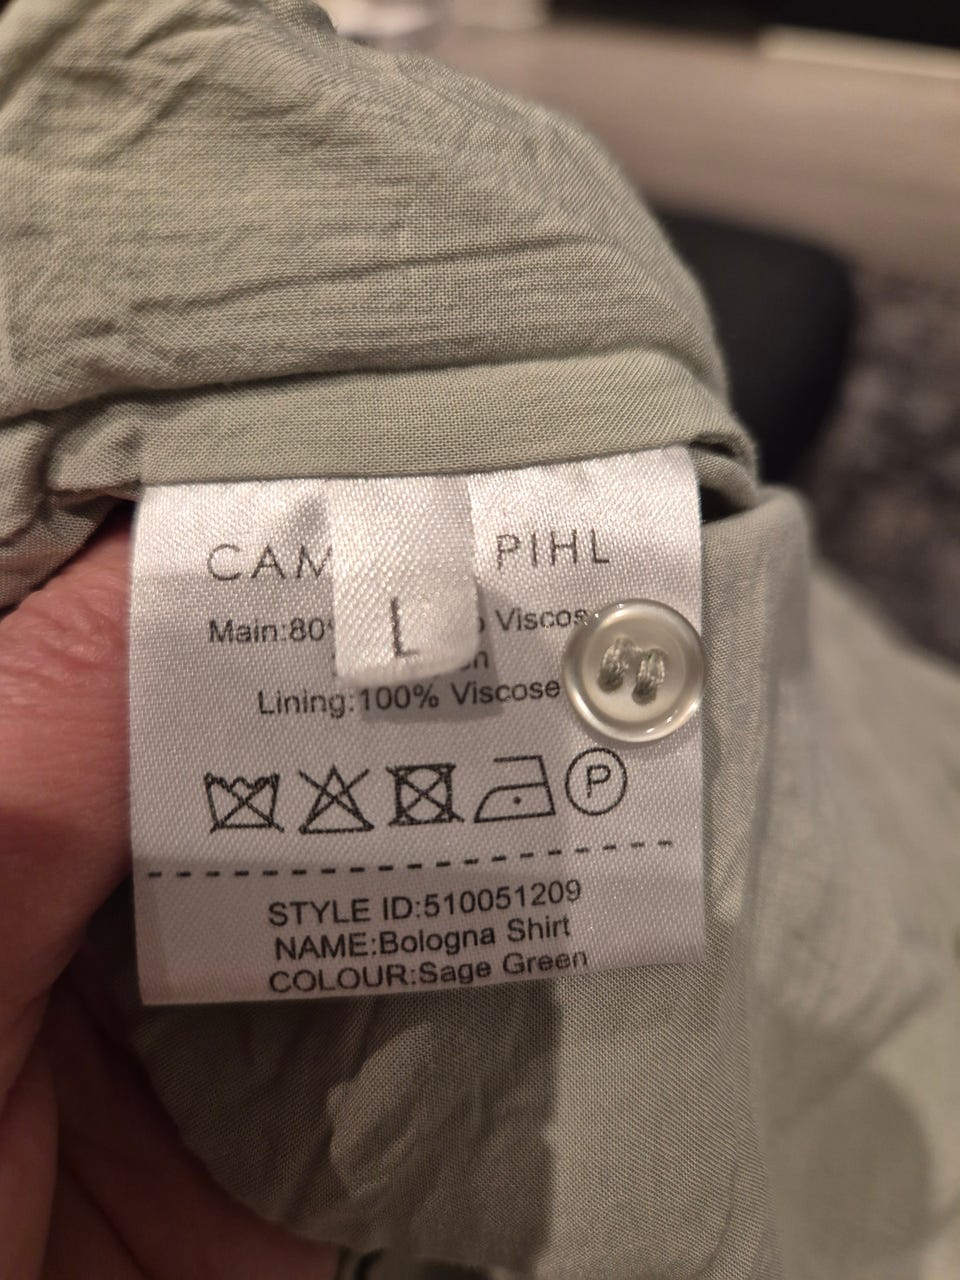 CAM PIHL
L
Main:80 Viscos
n
Lining:100% Viscose
P
STYLE ID:510051209
NAME:Bologna Shirt
COLOUR:Sage Green